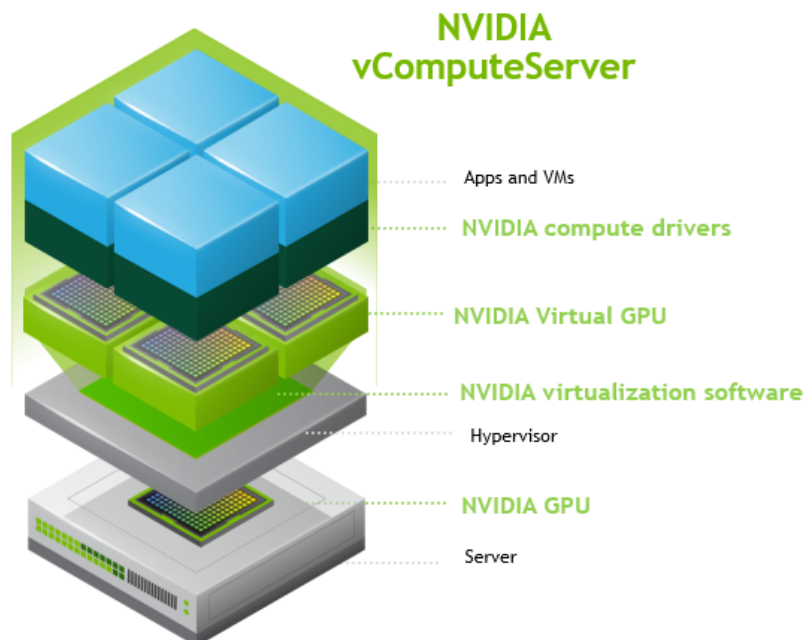 NVIDIA
vComputeServer
Apps and VMs
NVIDIA compute drivers
NVIDIA Virtual GPU
NVIDIA virtualization software
Hypervisor
NVIDIA GPU
Server